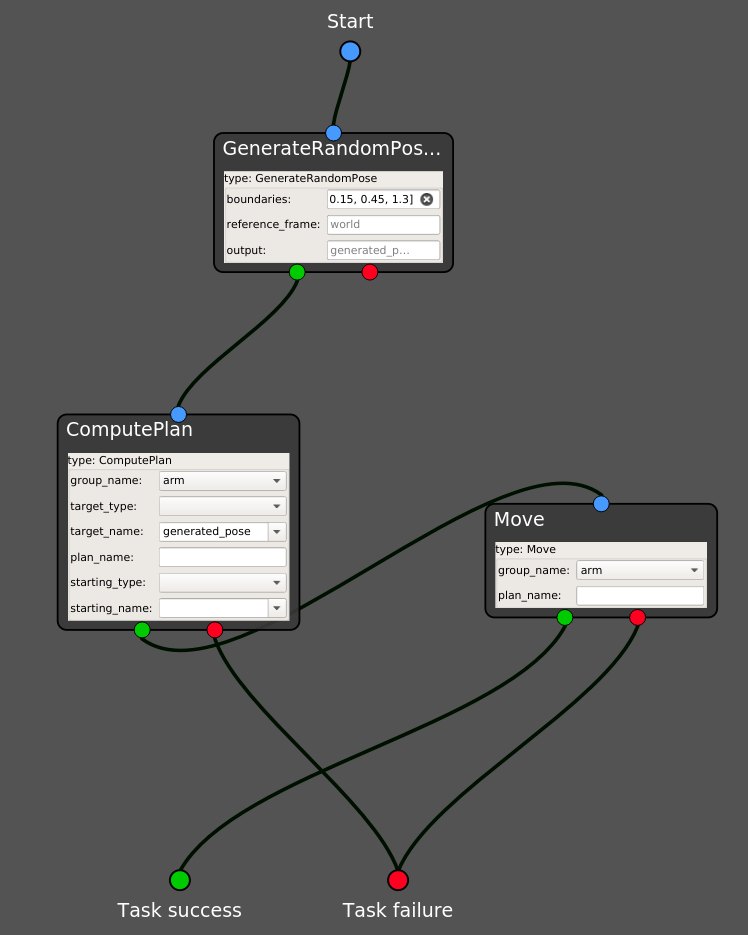 Start
GenerateRandomPos...
type: GenerateRandomPose
boundaries: 0.15, 0.45, 1.3]
reference_frame: world
output: generated_p...
ComputePlan
type: ComputePlan
group_name: arm
target_type:
target_name: generated_pose
plan_name:
starting_type:
starting_name:
Move
type: Move
group_name: arm
plan_name:
Task success
Task failure